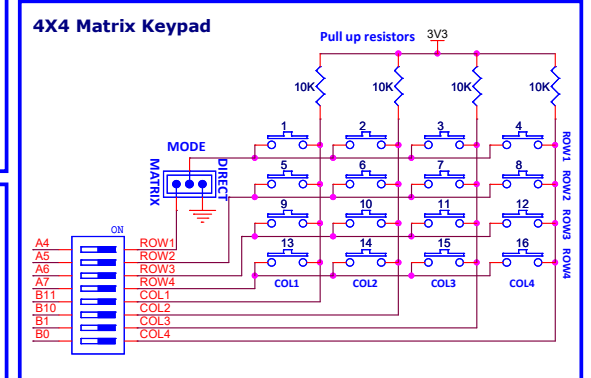 4X4 Matrix Keypad
Pull up resistors 3V3
10K 10K 10K 10K
1 2 3 4
ROW1
MODE
MATRIX DIRECT
5 6 7 8
ROW2
9 10 11 12
ROW3
13 14 15 16
ROW4
COL1 COL2 COL3 COL4
ON
A4 ROW1
A5 ROW2
A6 ROW3
A7 ROW4
B11 COL1
B10 COL2
B1 COL3
B0 COL4